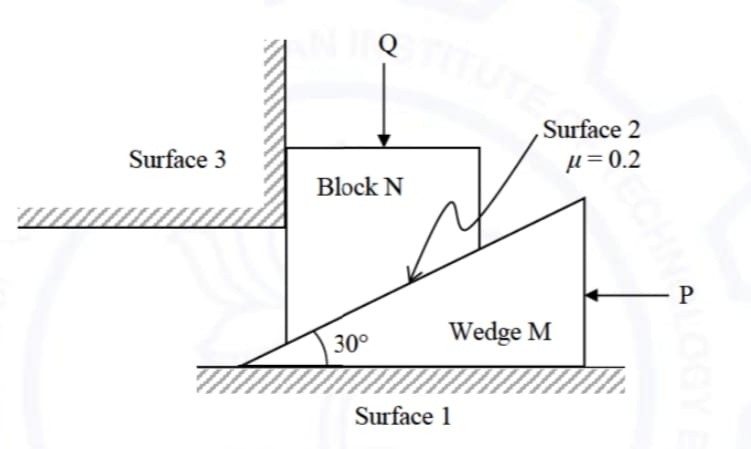 Q
Surface 2
μ = 0.2
Surface 3
Block N
P
Wedge M
30°
Surface 1